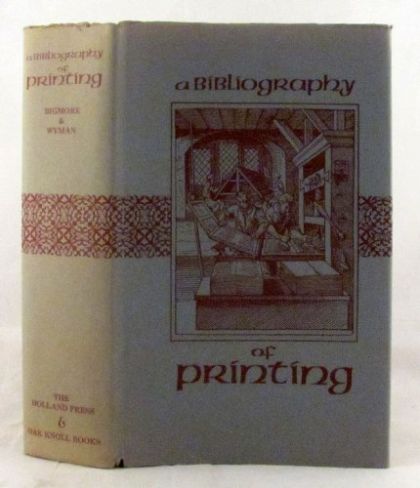 a Bibliography
of
printing
BIGMORE
&
WYMAN
THE
HOLLAND PRESS
&
OAK KNOLL BOOKS
a Bibliography
of
printing